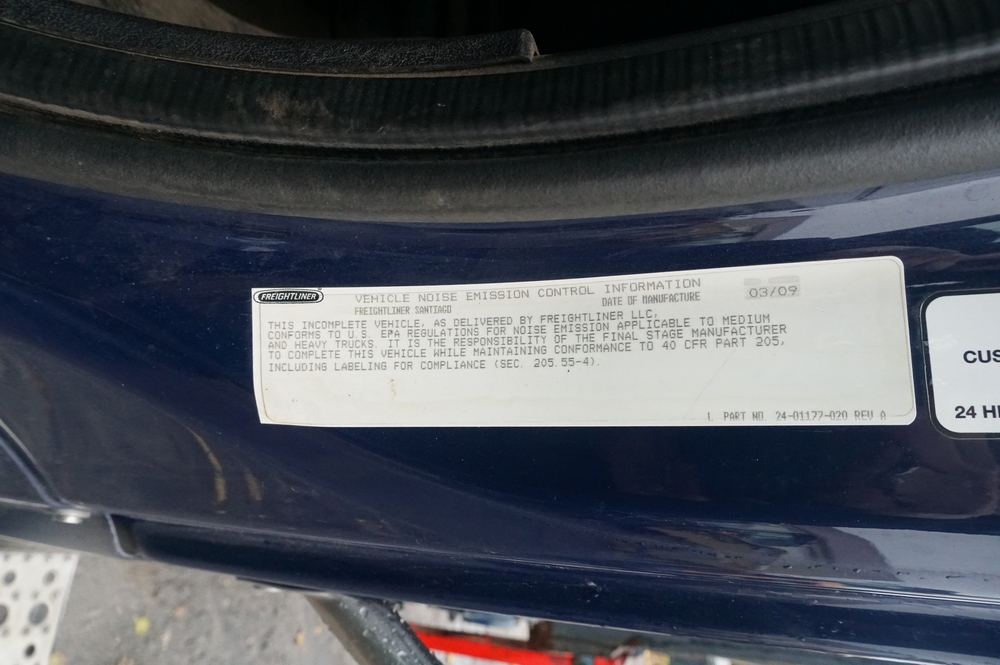 FREIGHTLINER
VEHICLE NOISE EMISSION CONTROL INFORMATION
FREIGHTLINER SANTIAGO
DATE OF MANUFACTURE
03/09
THIS INCOMPLETE VEHICLE, AS DELIVERED BY FREIGHTLINER LLC,
CONFORMS TO U.S. EPA REGULATIONS FOR NOISE EMISSION APPLICABLE TO MEDIUM
AND HEAVY TRUCKS. IT IS THE RESPONSIBILITY OF THE FINAL STAGE MANUFACTURER
TO COMPLETE THIS VEHICLE WHILE MAINTAINING CONFORMANCE TO 40 CFR PART 205,
INCLUDING LABELING FOR COMPLIANCE (SEC. 205.55-4).
L PART NO. 24-01177-020 REV A
CUS
24 H